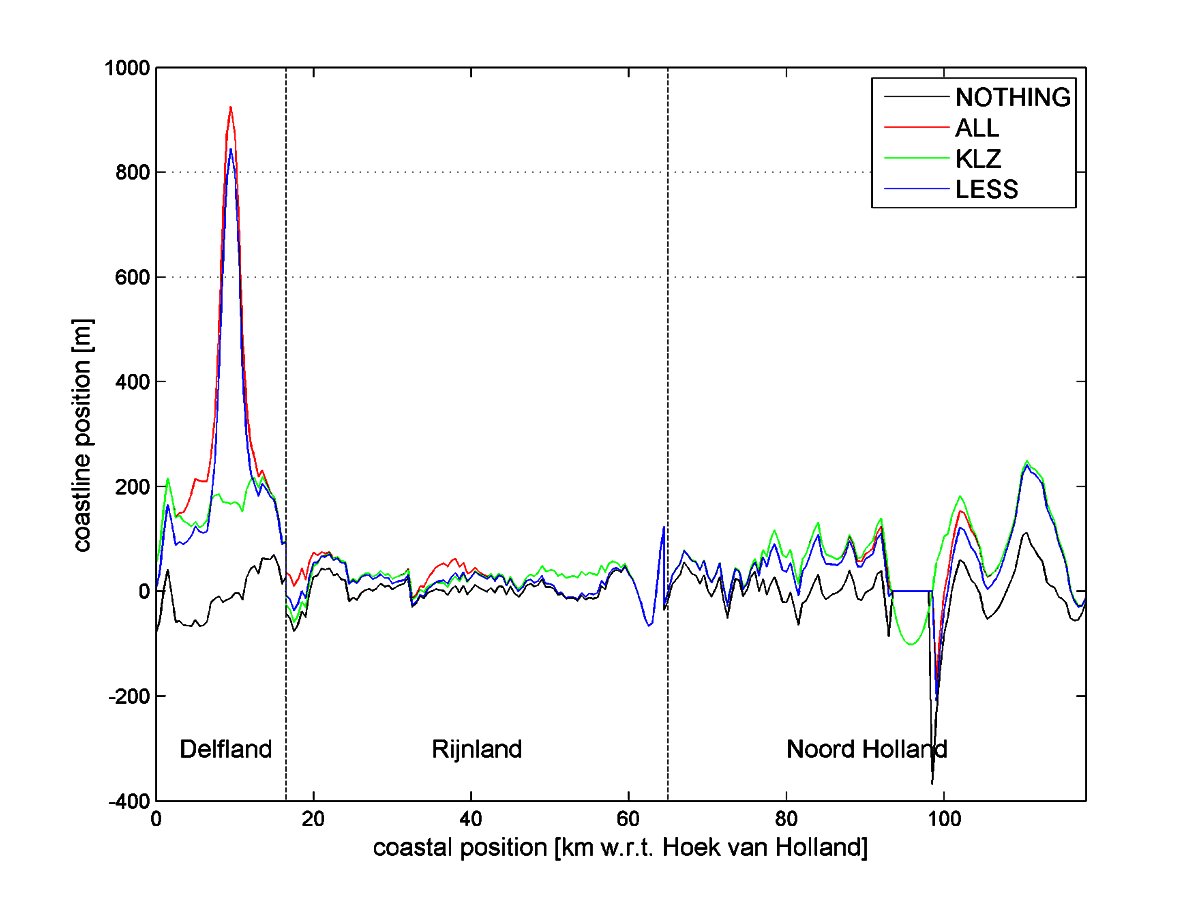 1000
800
600
400
200
0
-200
-400
coastline position [m]
NOTHING
ALL
KLZ
LESS
Delfland
Rijnland
Noord Holland
0 20 40 60 80 100
coastal position [km w.r.t. Hoek van Holland]